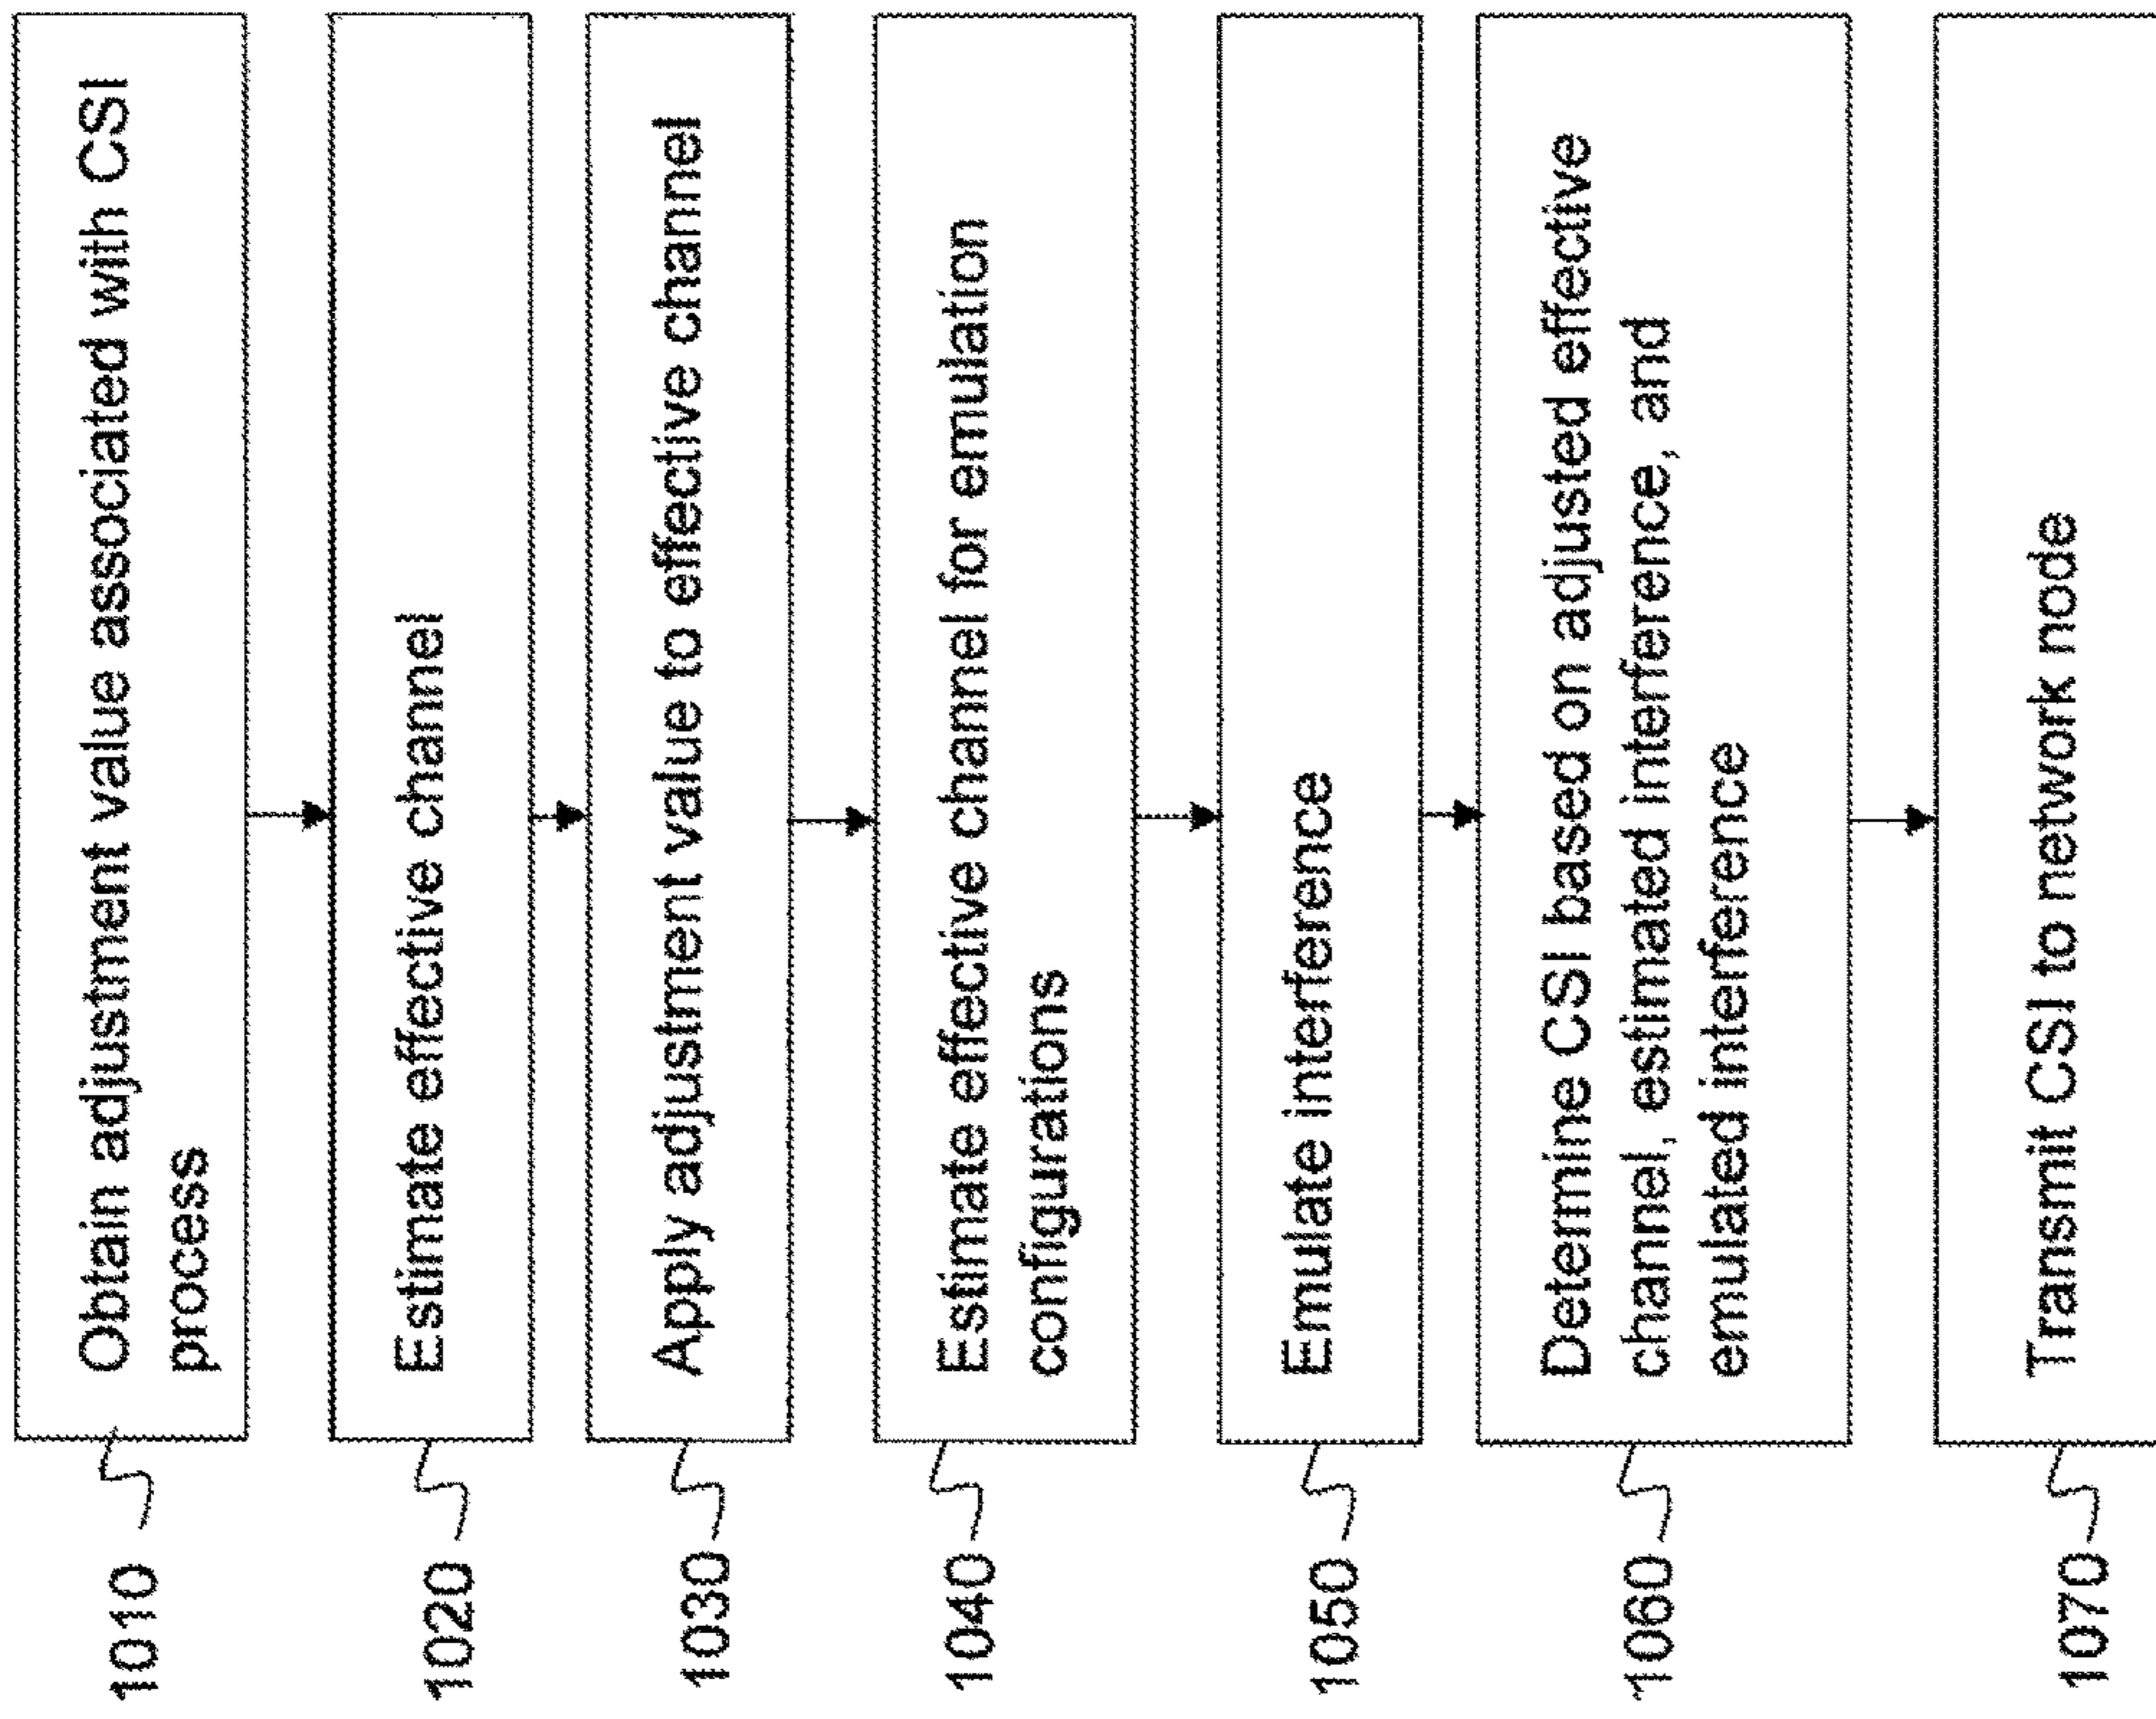 1010
Obtain adjustment value associated with CSI
process
1020
Estimate effective channel
1030
Apply adjustment value to effective channel
1040
Estimate effective channel for emulation
configurations
1050
Emulate interference
1060
Determine CSI based on adjusted effective
channel, estimated interference, and
emulated interference
1070
Transmit CSI to network node